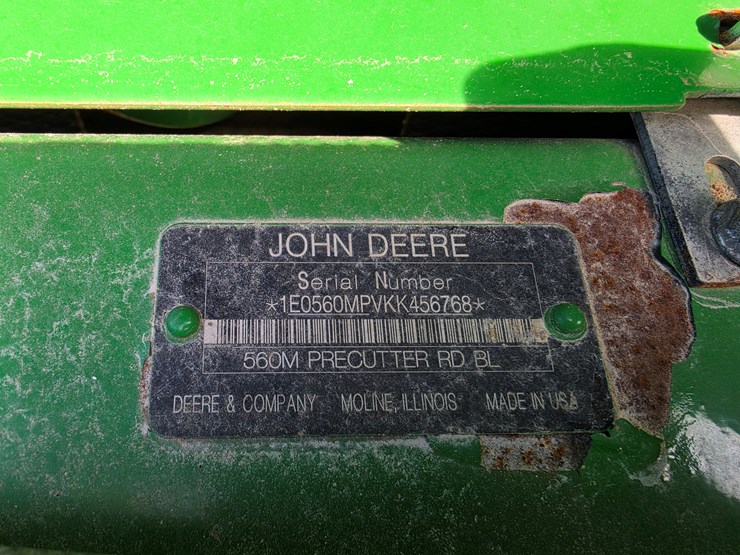 JOHN DEERE
Serial Number
*1E0560MPVKK456768*
560M PRECUTTER RD BL
DEERE & COMPANY MOLINE, ILLINOIS MADE IN USA